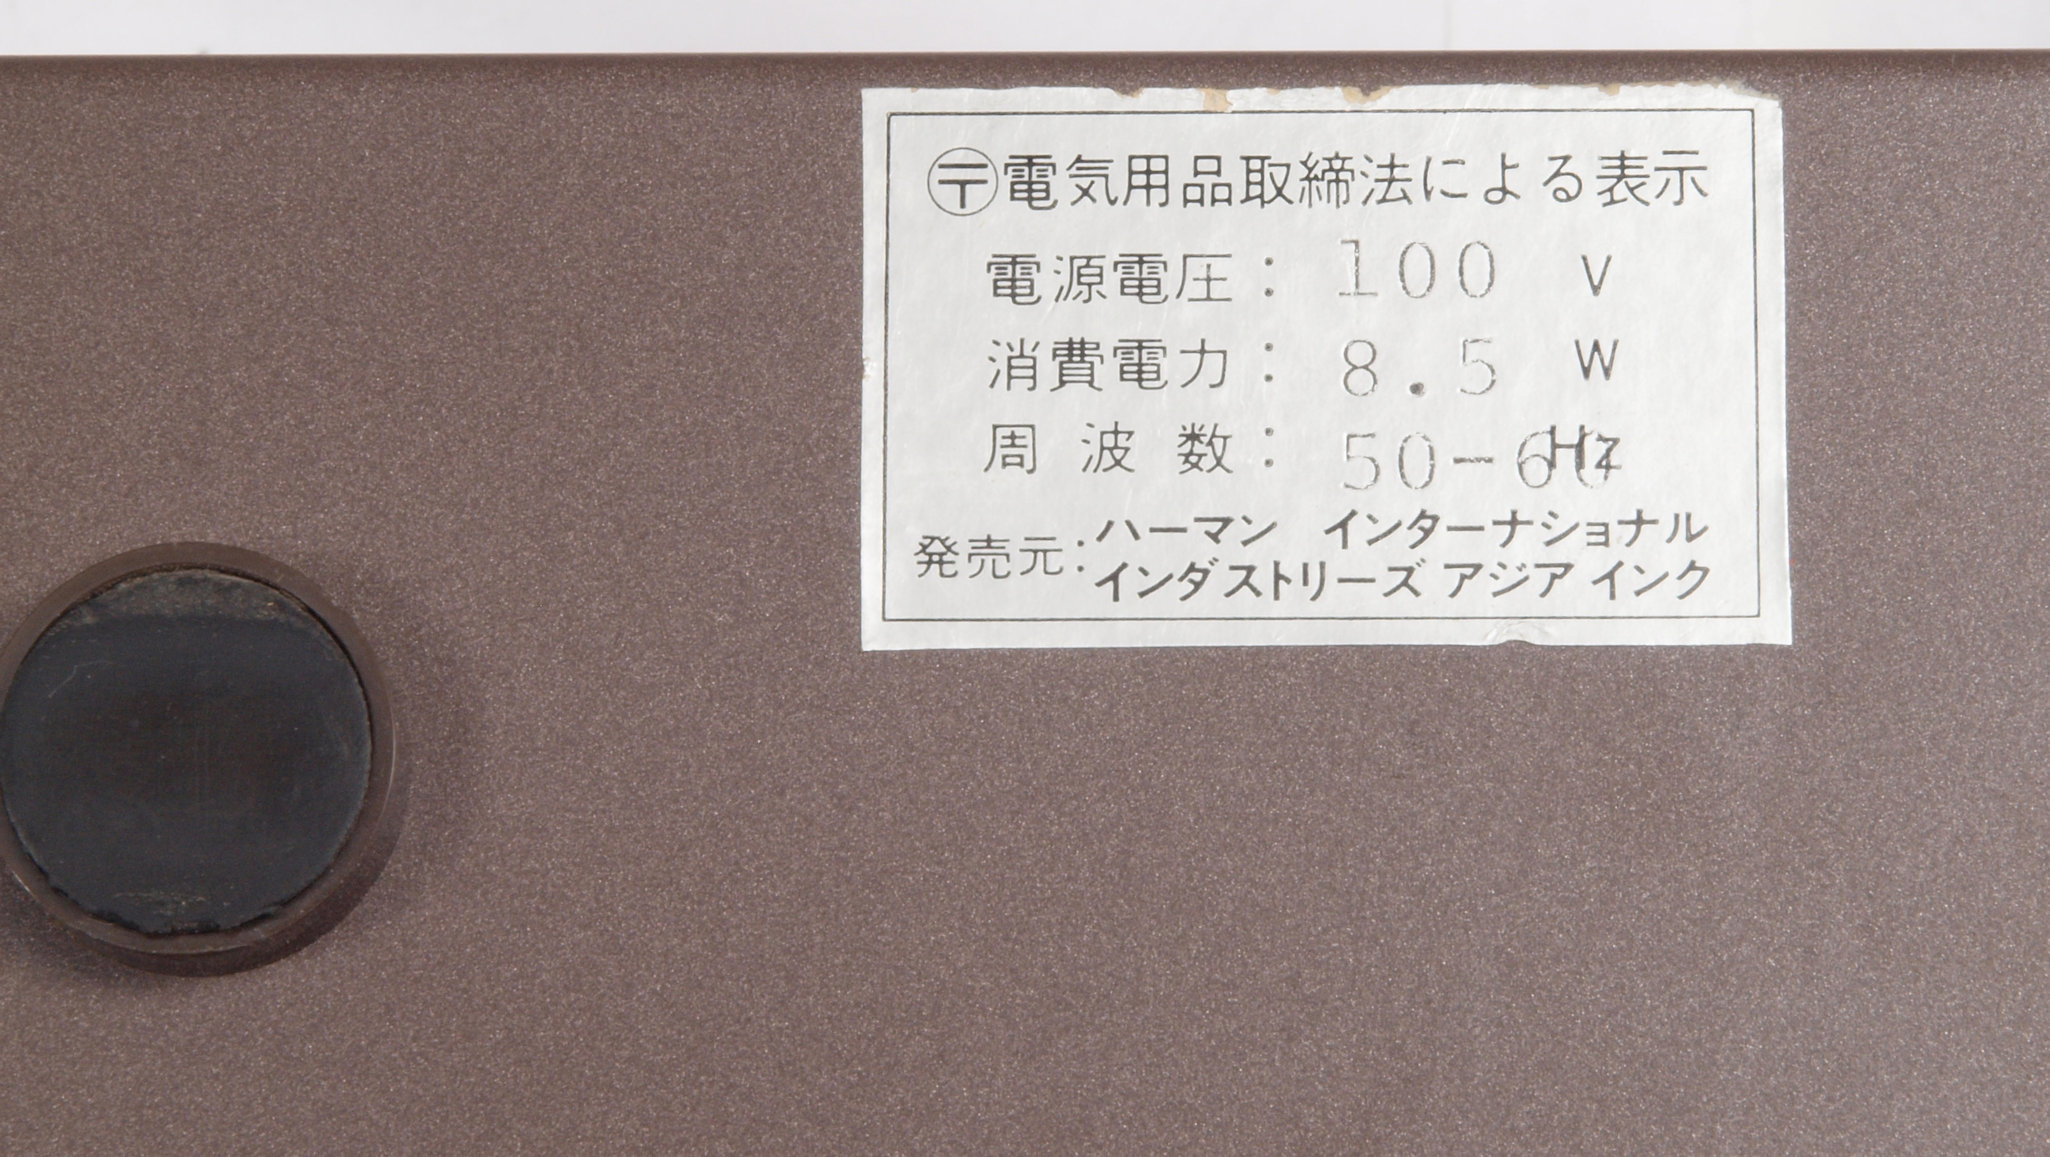 〶電気用品取締法による表示
電源電圧：100 V
消費電力：8.5 W
周波数：50-60 Hz
発売元：ハーマン インターナショナル
インダストリーズ アジア インク